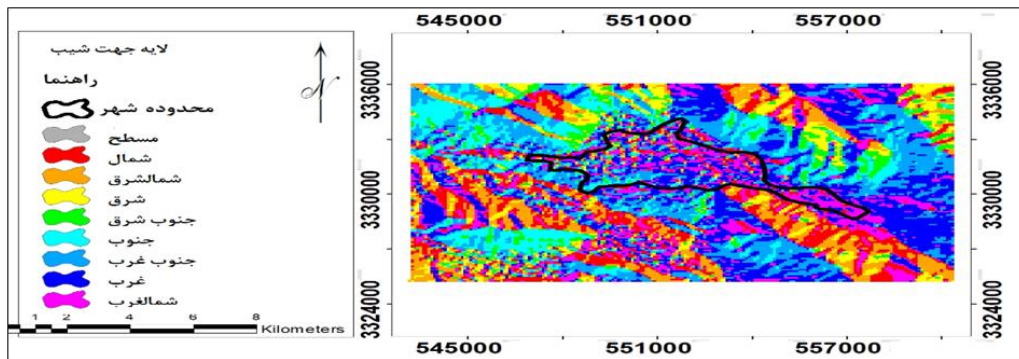 لایه جهت شیب
راهنما
محدوده شهر
مسطح
شمال
شمالشرق
شرق
جنوب شرق
جنوب
جنوب غرب
غرب
شمالغرب
N
1 2 4 6 8
Kilometers
545000 551000 557000
3336000 3336000
3330000 3330000
3324000 3324000
545000 551000 557000